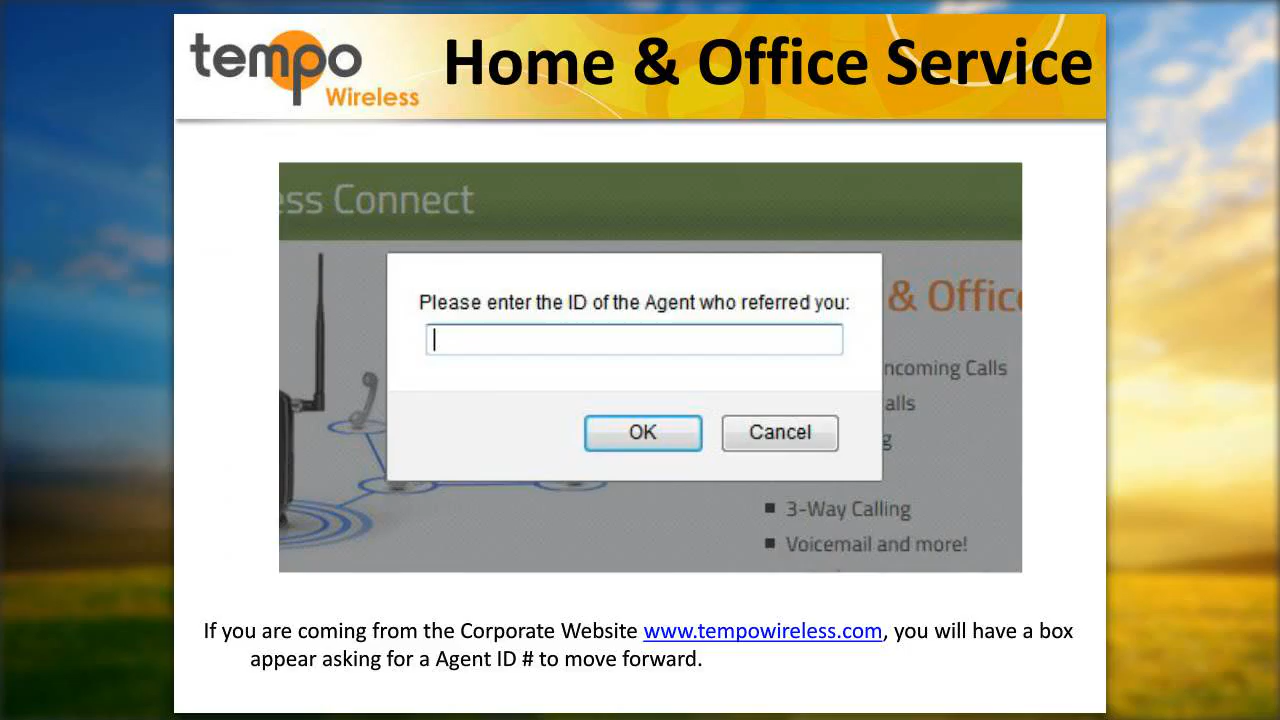 tempo
Wireless
Home & Office Service
ess Connect
Please enter the ID of the Agent who referred you:
& Offic
ncoming Calls
alls
g
OK
Cancel
3-Way Calling
Voicemail and more!
If you are coming from the Corporate Website www.tempowireless.com, you will have a box
appear asking for a Agent ID # to move forward.